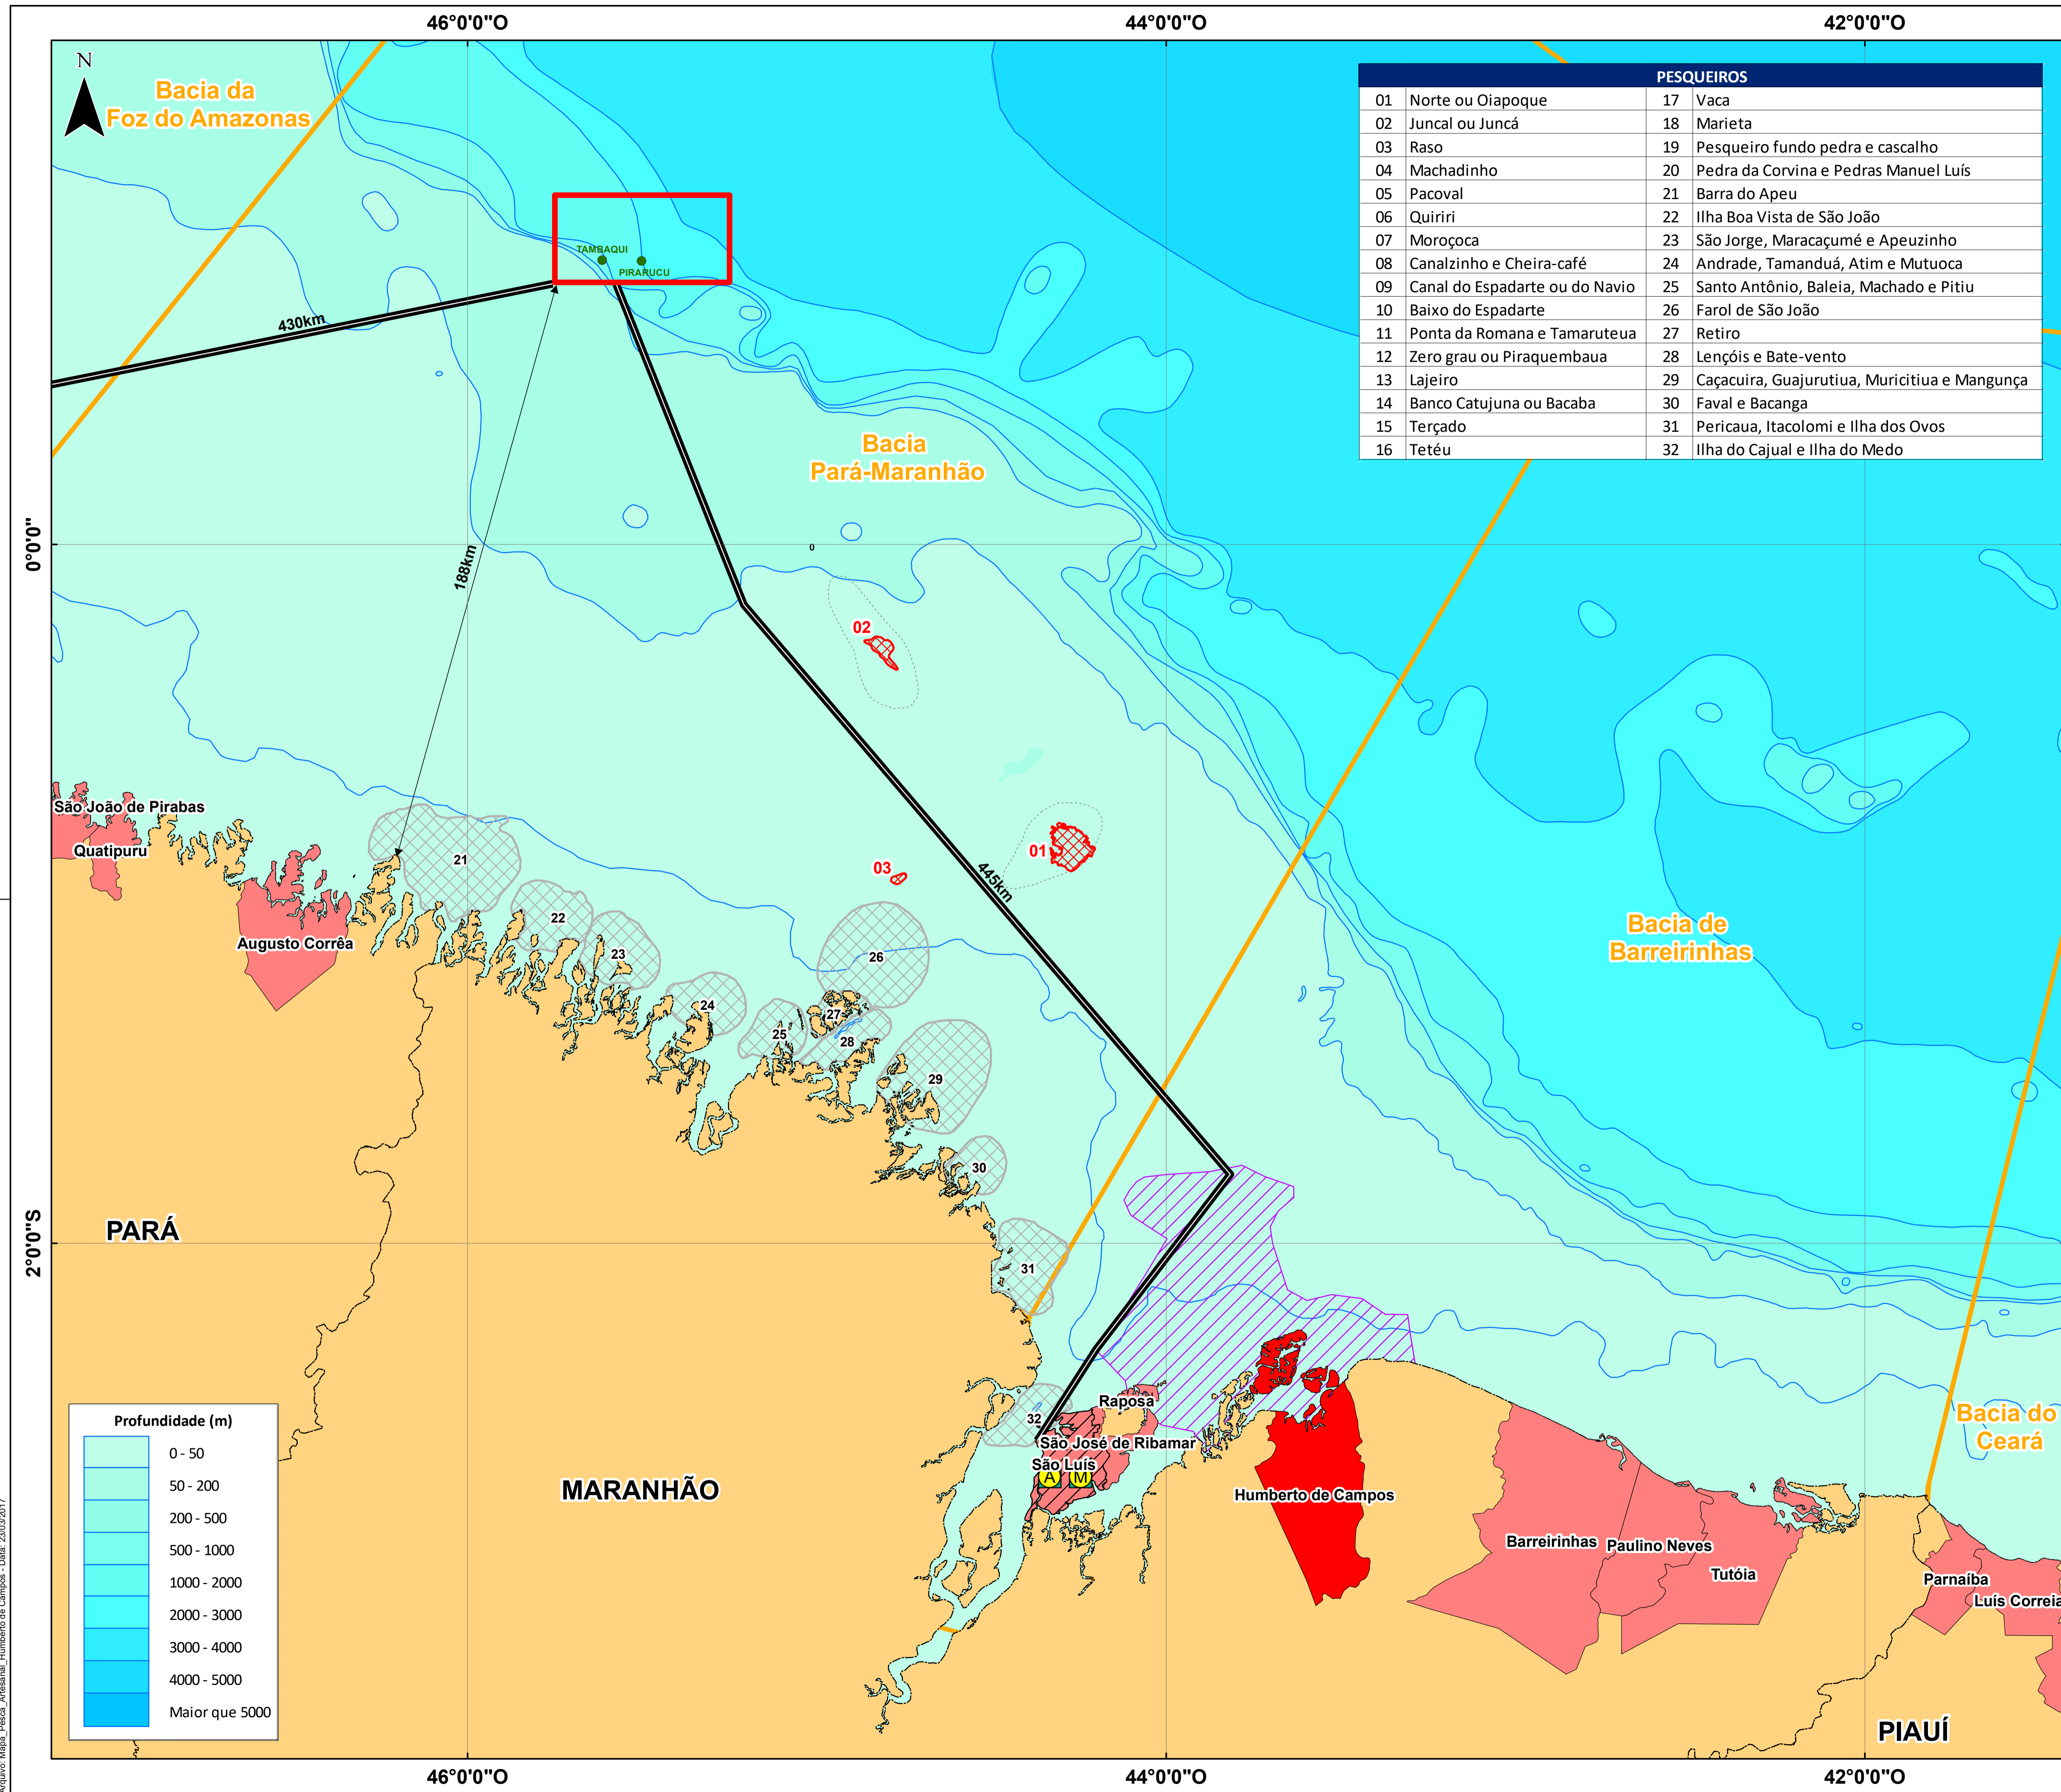 46°0'0"O
44°0'0"O
42°0'0"O
N
Bacia da
Foz do Amazonas
PESQUEIROS
01 Norte ou Oiapoque 17 Vaca
02 Juncal ou Juncá 18 Marieta
03 Raso 19 Pesqueiro fundo pedra e cascalho
04 Machadinho 20 Pedra da Corvina e Pedras Manuel Luís
05 Pacoval 21 Barra do Apeu
06 Quiriri 22 Ilha Boa Vista de São João
07 Moroçoca 23 São Jorge, Maracaçumé e Apeuzinho
08 Canalzinho e Cheira-café 24 Andrade, Tamanduá, Atim e Mutuoca
09 Canal do Espadarte ou do Navio 25 Santo Antônio, Baleia, Machado e Pitiu
10 Baixo do Espadarte 26 Farol de São João
11 Ponta da Romana e Tamaruteua 27 Retiro
12 Zero grau ou Piraquembaua 28 Lençóis e Bate-vento
13 Lajeiro 29 Caçacuira, Guajurutiua, Muricitiua e Mangunça
14 Banco Catujuna ou Bacaba 30 Faval e Bacanga
15 Terçado 31 Pericaua, Itacolomi e Ilha dos Ovos
16 Tetéu 32 Ilha do Cajual e Ilha do Medo
TAMBAQUI
PIRARUCU
430km
Bacia
Pará-Maranhão
0°0'0"
0
188km
02
São João de Pirabas
Quatipuru
01
03
445km
21
22
23
Augusto Corrêa
26
24
27
25
28
29
Bacia de
Barreirinhas
30
PARÁ
2°0'0"S
31
Raposa
32
São José de Ribamar
São Luís
A
M
Bacia do
Ceará
MARANHÃO
Humberto de Campos
Barreirinhas
Paulino Neves
Tutóia
Parnaíba
Luís Correia
PIAUÍ
Profundidade (m)
0 - 50
50 - 200
200 - 500
500 - 1000
1000 - 2000
2000 - 3000
3000 - 4000
4000 - 5000
Maior que 5000
Arquivo: Mapa_Pesca_Artesanal_Humberto de Campos - Data: 23/03/2017
46°0'0"O
44°0'0"O
42°0'0"O